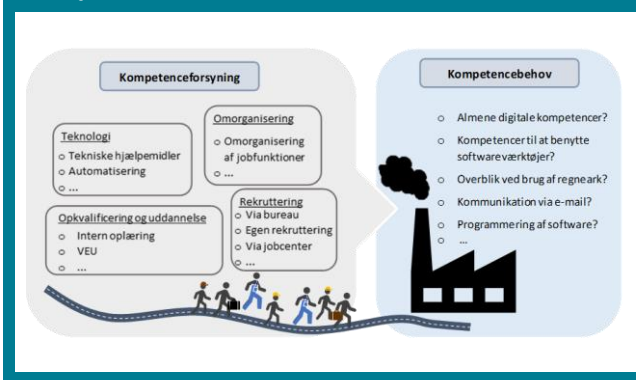 Kompetenceforsyning
Omorganisering
o Omorganisering
af jobfunktioner
o ...
Teknologi
o Tekniske hjælpemidler
o Automatisering
o ...
Rekruttering
o Via bureau
o Egen rekruttering
o Via jobcenter
o ...
Opkvalificering og uddannelse
o Intern oplæring
o VEU
o ...
Kompetencebehov
o Almene digitale kompetencer?
o Kompetencer til at benytte
softwareværktøjer?
o Overblik ved brug af regneark?
o Kommunikation via e-mail?
o Programmering af software?
o ...